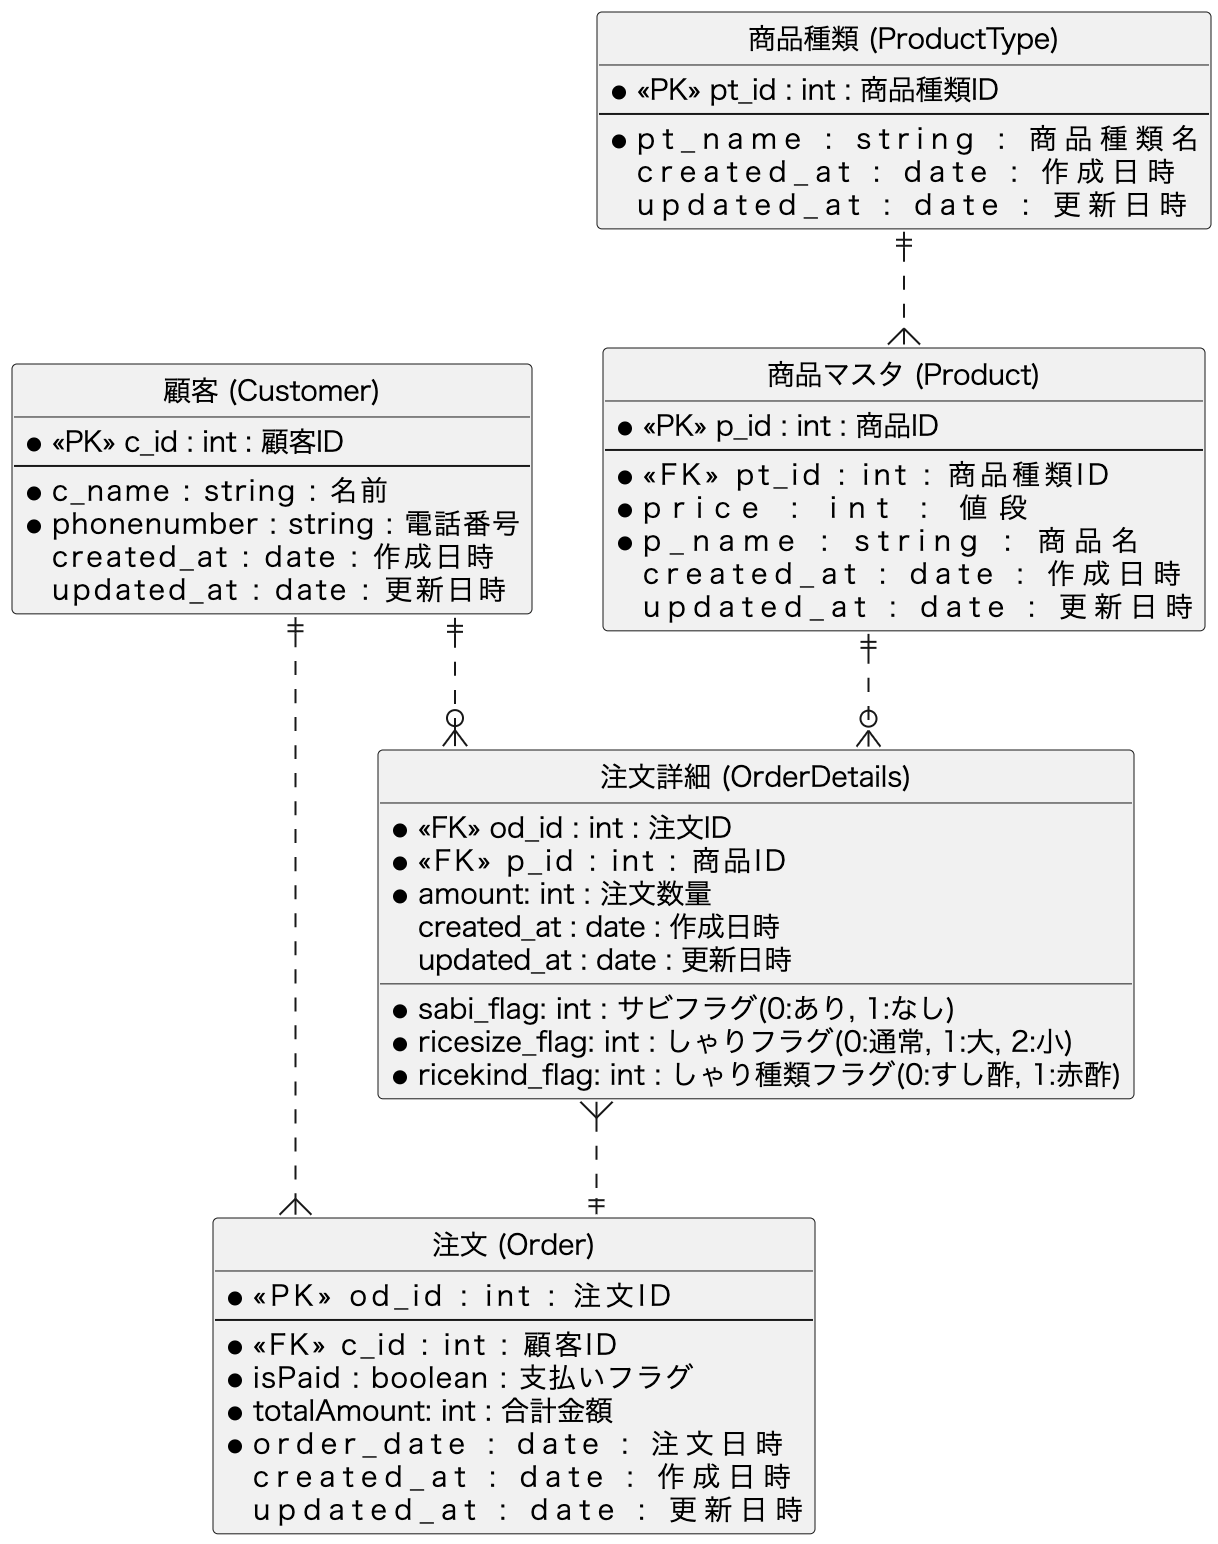 商品種類 (ProductType)
«PK» pt_id : int : 商品種類ID
pt_name : string : 商品種類名
created_at : date : 作成日時
updated_at : date : 更新日時
顧客 (Customer)
«PK» c_id : int : 顧客ID
c_name : string : 名前
phonenumber : string : 電話番号
created_at : date : 作成日時
updated_at : date : 更新日時
商品マスタ (Product)
«PK» p_id : int : 商品ID
«FK» pt_id : int : 商品種類ID
price : int : 値段
p_name : string : 商品名
created_at : date : 作成日時
updated_at : date : 更新日時
注文詳細 (OrderDetails)
«FK» od_id : int : 注文ID
«FK» p_id : int : 商品ID
amount: int : 注文数量
created_at : date : 作成日時
updated_at : date : 更新日時
sabi_flag: int : サビフラグ(0:あり, 1:なし)
ricesize_flag: int : しゃりフラグ(0:通常, 1:大, 2:小)
ricekind_flag: int : しゃり種類フラグ(0:すし酢, 1:赤酢)
注文 (Order)
«PK» od_id : int : 注文ID
«FK» c_id : int : 顧客ID
isPaid : boolean : 支払いフラグ
totalAmount: int : 合計金額
order_date : date : 注文日時
created_at : date : 作成日時
updated_at : date : 更新日時